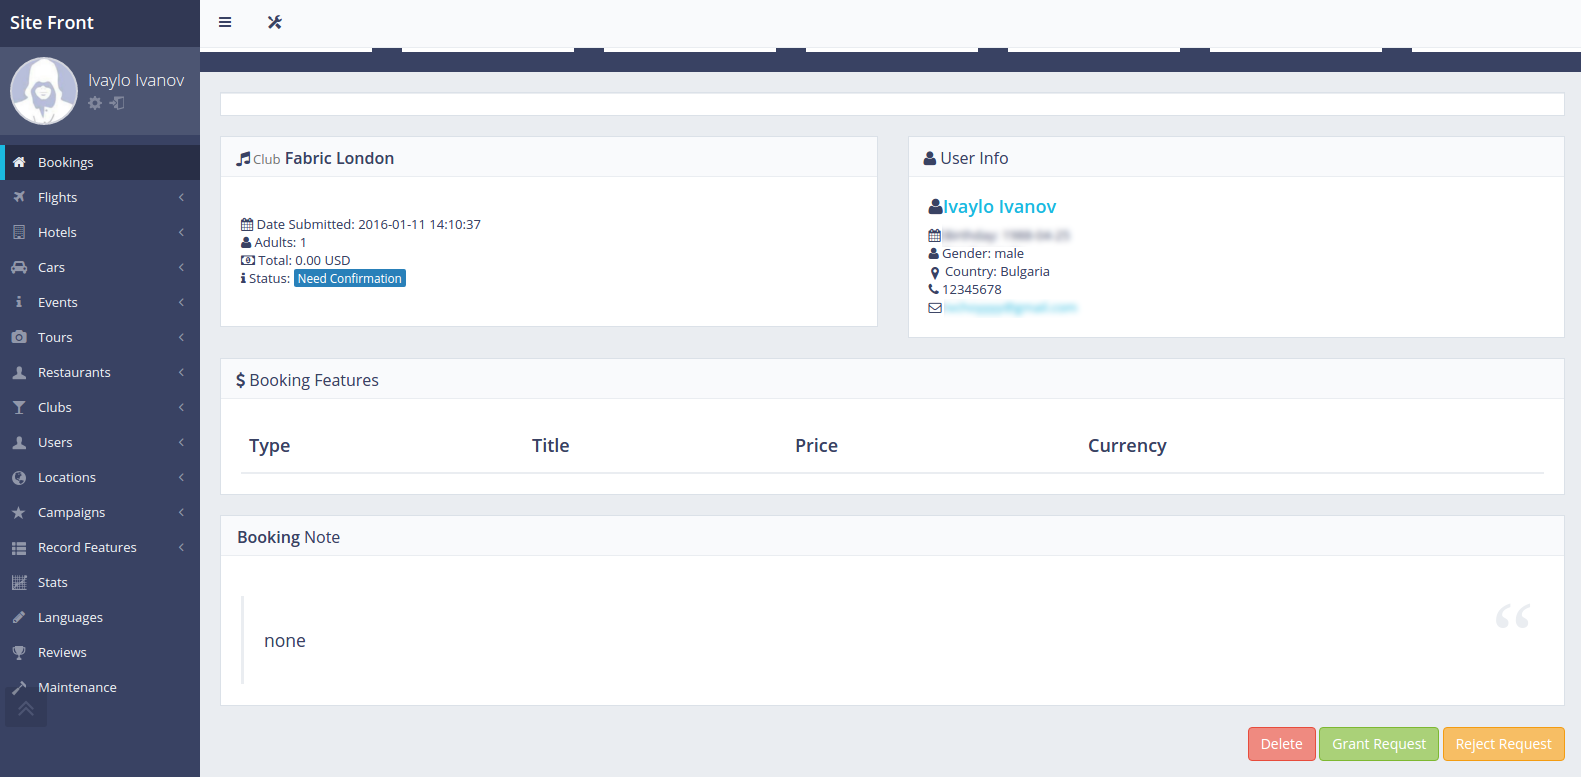 Site Front
Ivaylo Ivanov
Bookings
Flights
Hotels
Cars
Events
Tours
Restaurants
Clubs
Users
Locations
Campaigns
Record Features
Stats
Languages
Reviews
Maintenance
Club Fabric London
Date Submitted: 2016-01-11 14:10:37
Adults: 1
Total: 0.00 USD
Status: Need Confirmation
User Info
Ivaylo Ivanov
Gender: male
Country: Bulgaria
12345678
$ Booking Features
Type Title Price Currency
Booking Note
none
“
Delete Grant Request Reject Request